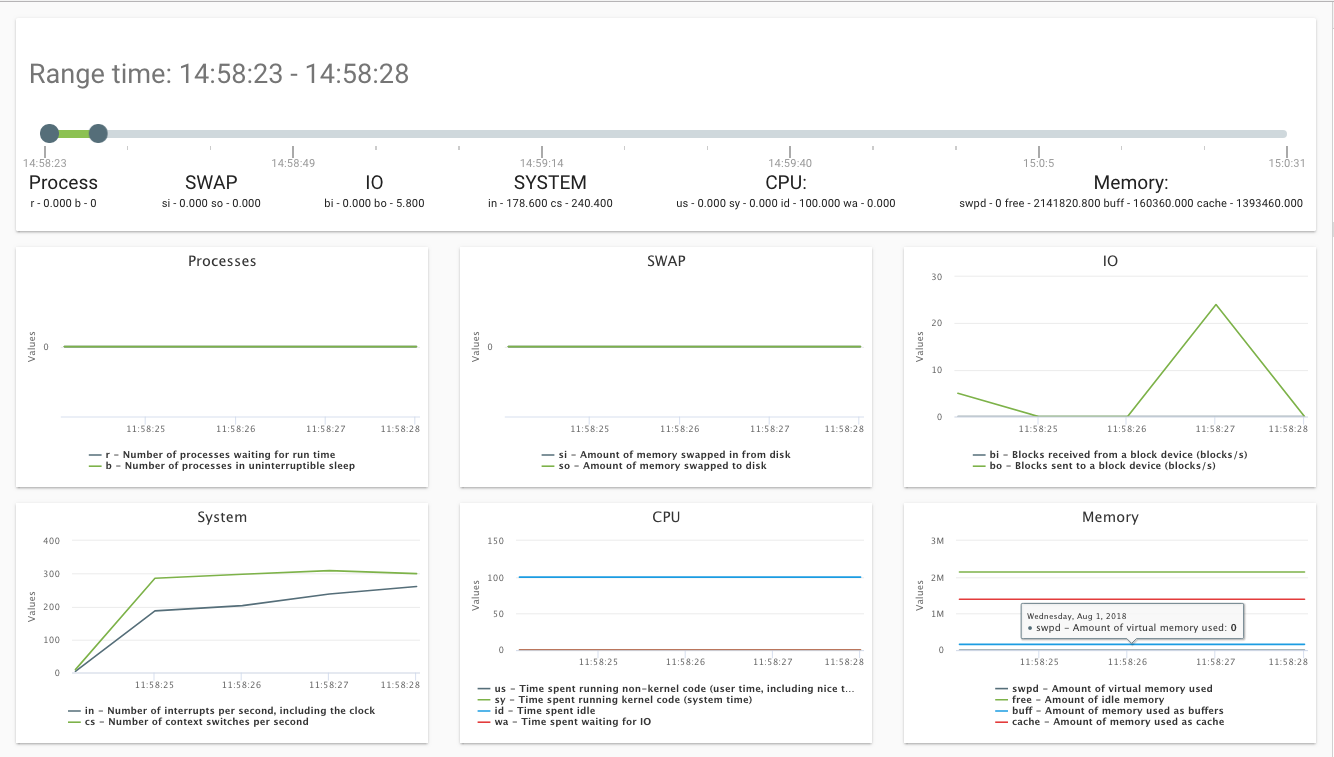 Range time: 14:58:23 - 14:58:28
14:58:23 14:58:49 14:59:14 14:59:40 15:0:5 15:0:31
Process SWAP IO SYSTEM CPU: Memory:
r - 0.000 b - 0 si - 0.000 so - 0.000 bi - 0.000 bo - 5.800 in - 178.600 cs - 240.400 us - 0.000 sy - 0.000 id - 100.000 wa - 0.000 swpd - 0 free - 2141820.800 buff - 160360.000 cache - 1393460.000
Processes
Values
0
11:58:25 11:58:26 11:58:27 11:58:28
r - Number of processes waiting for run time
b - Number of processes in uninterruptible sleep
SWAP
Values
0
11:58:25 11:58:26 11:58:27 11:58:28
si - Amount of memory swapped in from disk
so - Amount of memory swapped to disk
IO
Values
30
20
10
0
11:58:25 11:58:26 11:58:27 11:58:28
bi - Blocks received from a block device (blocks/s)
bo - Blocks sent to a block device (blocks/s)
System
Values
400
300
200
100
0
11:58:25 11:58:26 11:58:27 11:58:28
in - Number of interrupts per second, including the clock
cs - Number of context switches per second
CPU
Values
150
100
50
0
11:58:25 11:58:26 11:58:27 11:58:28
us - Time spent running non-kernel code (user time, including nice t...
sy - Time spent running kernel code (system time)
id - Time spent idle
wa - Time spent waiting for IO
Memory
Values
3M
2M
1M
0
Wednesday, Aug 1, 2018
● swpd - Amount of virtual memory used: 0
11:58:25 11:58:26 11:58:27 11:58:28
swpd - Amount of virtual memory used
free - Amount of idle memory
buff - Amount of memory used as buffers
cache - Amount of memory used as cache